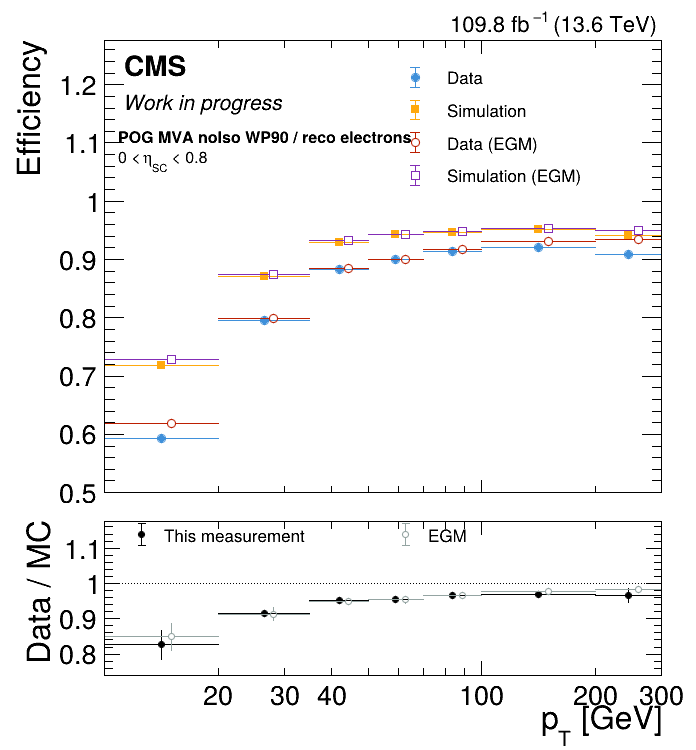 109.8 fb⁻¹ (13.6 TeV)
Efficiency
CMS
Work in progress
POG MVA noIso WP90 / reco electrons
0 < η_SC < 0.8
Data
Simulation
Data (EGM)
Simulation (EGM)
1.2
1.1
1
0.9
0.8
0.7
0.6
0.5
Data / MC
This measurement
EGM
1.1
1
0.9
0.8
20
30
40
100
200
300
p_T [GeV]